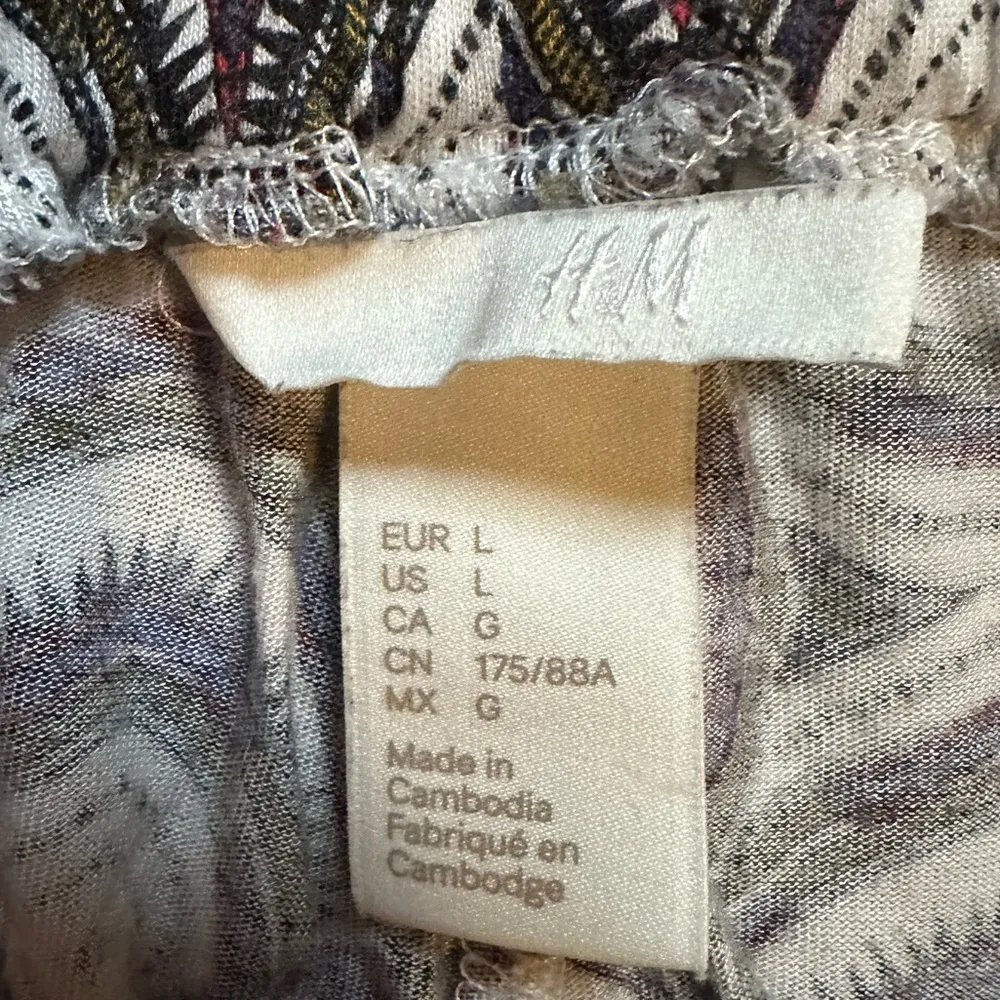 H&M
EUR L
US L
CA G
CN 175/88A
MX G
Made in
Cambodia
Fabriqué en
Cambodge